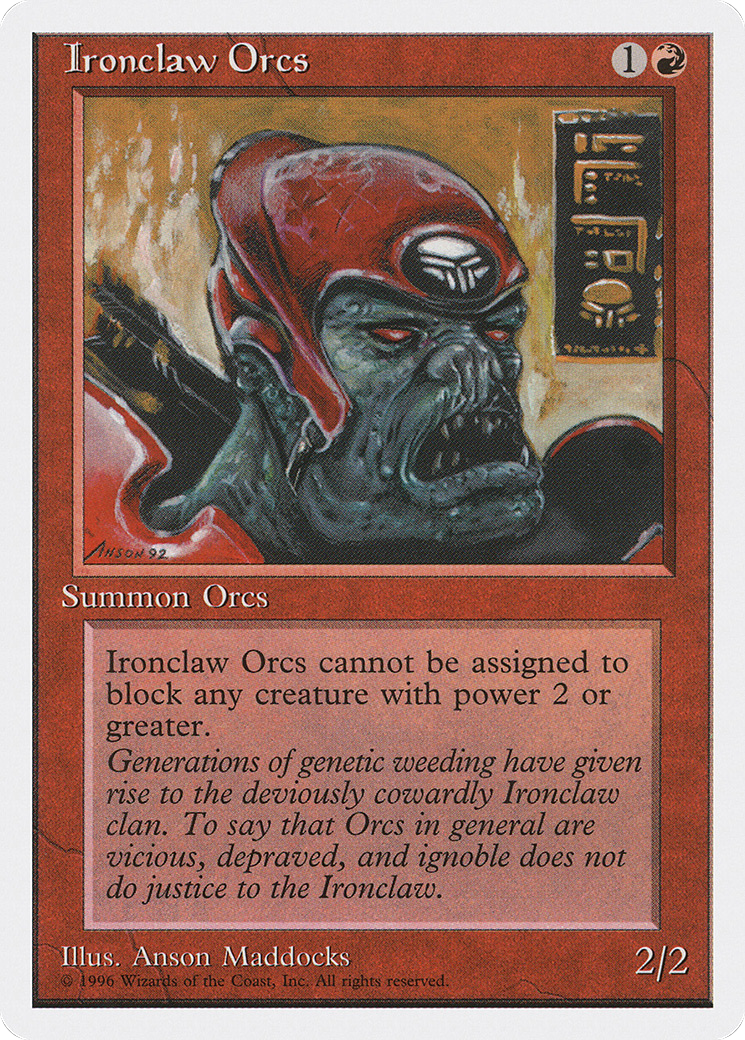 Ironclaw Orcs
1
ANSON 92
Summon Orcs
Ironclaw Orcs cannot be assigned to
block any creature with power 2 or
greater.
Generations of genetic weeding have given
rise to the deviously cowardly Ironclaw
clan. To say that Orcs in general are
vicious, depraved, and ignoble does not
do justice to the Ironclaw.
Illus. Anson Maddocks
2/2
© 1996 Wizards of the Coast, Inc. All rights reserved.